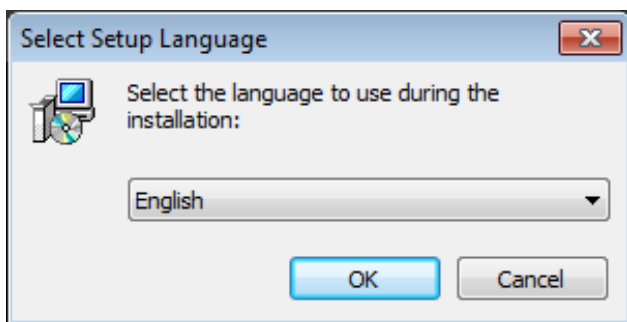 Select Setup Language
Select the language to use during the
installation:
English
OK
Cancel